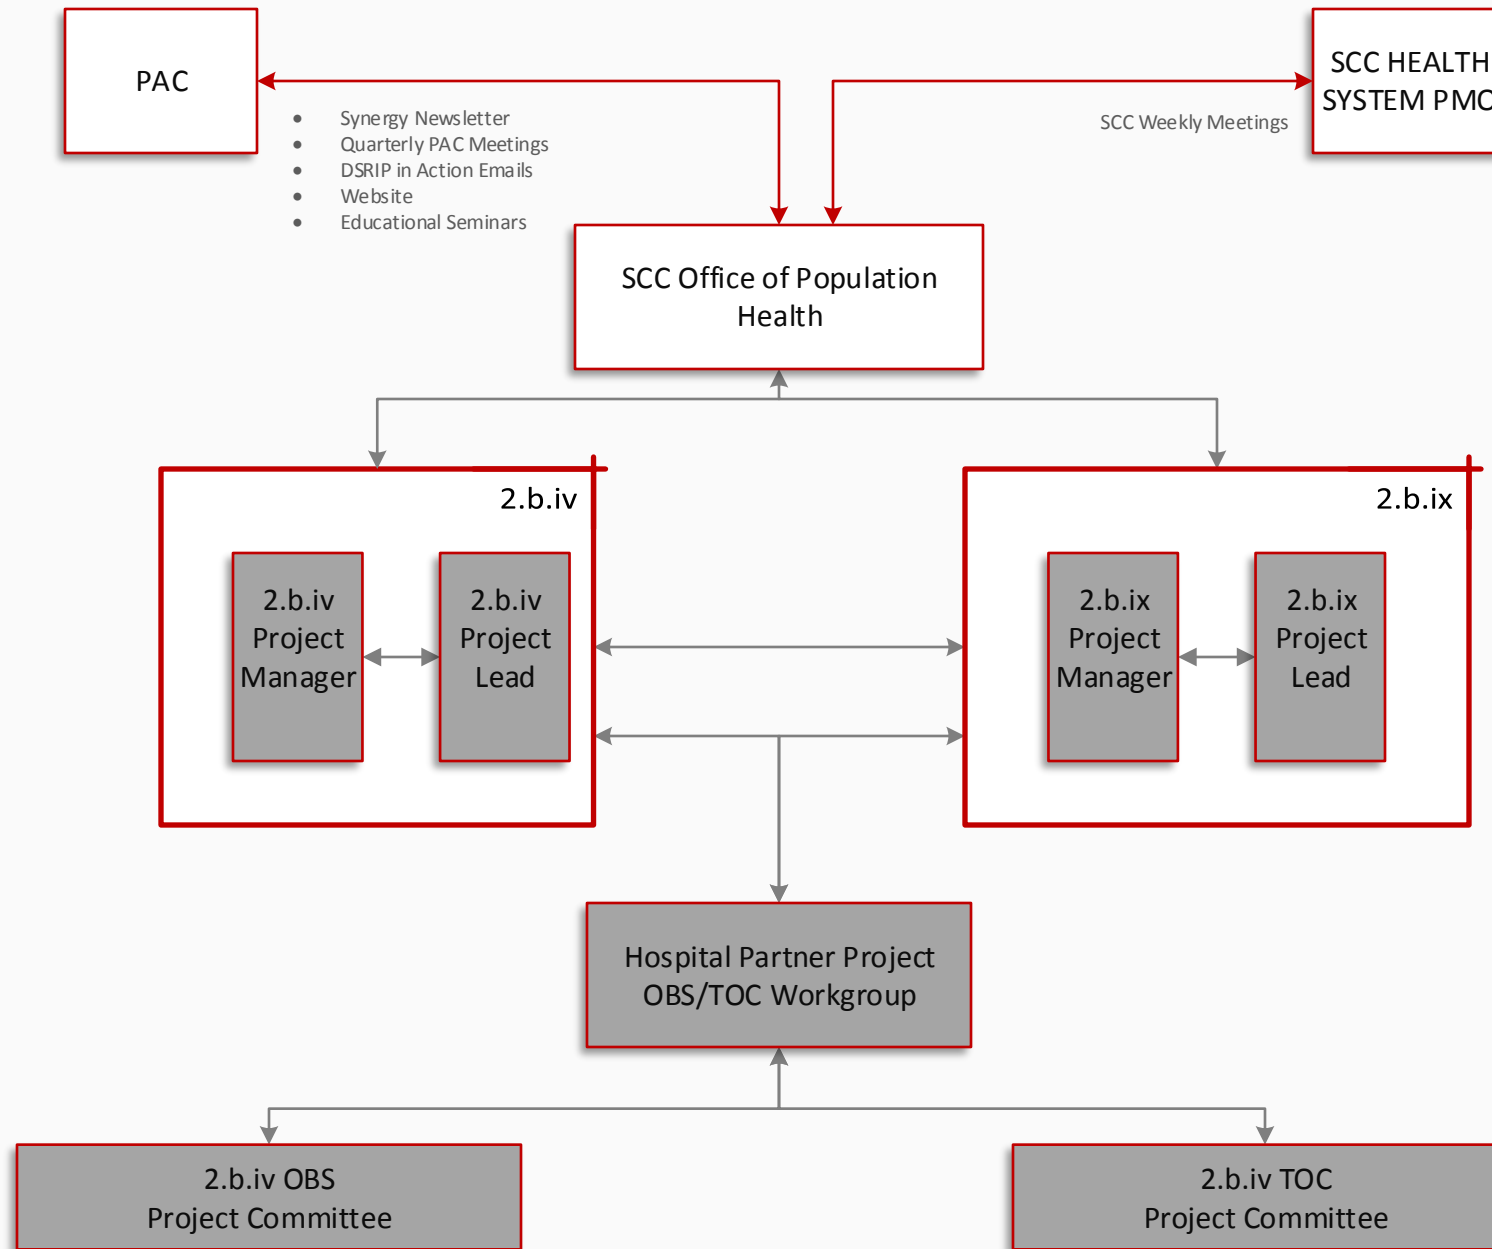 PAC
SCC HEALTH
SYSTEM PMO
• Synergy Newsletter
• Quarterly PAC Meetings
• DSRIP in Action Emails
• Website
• Educational Seminars
SCC Weekly Meetings
SCC Office of Population
Health
2.b.iv
2.b.iv
Project
Manager
2.b.iv
Project
Lead
2.b.ix
2.b.ix
Project
Manager
2.b.ix
Project
Lead
Hospital Partner Project
OBS/TOC Workgroup
2.b.iv OBS
Project Committee
2.b.iv TOC
Project Committee